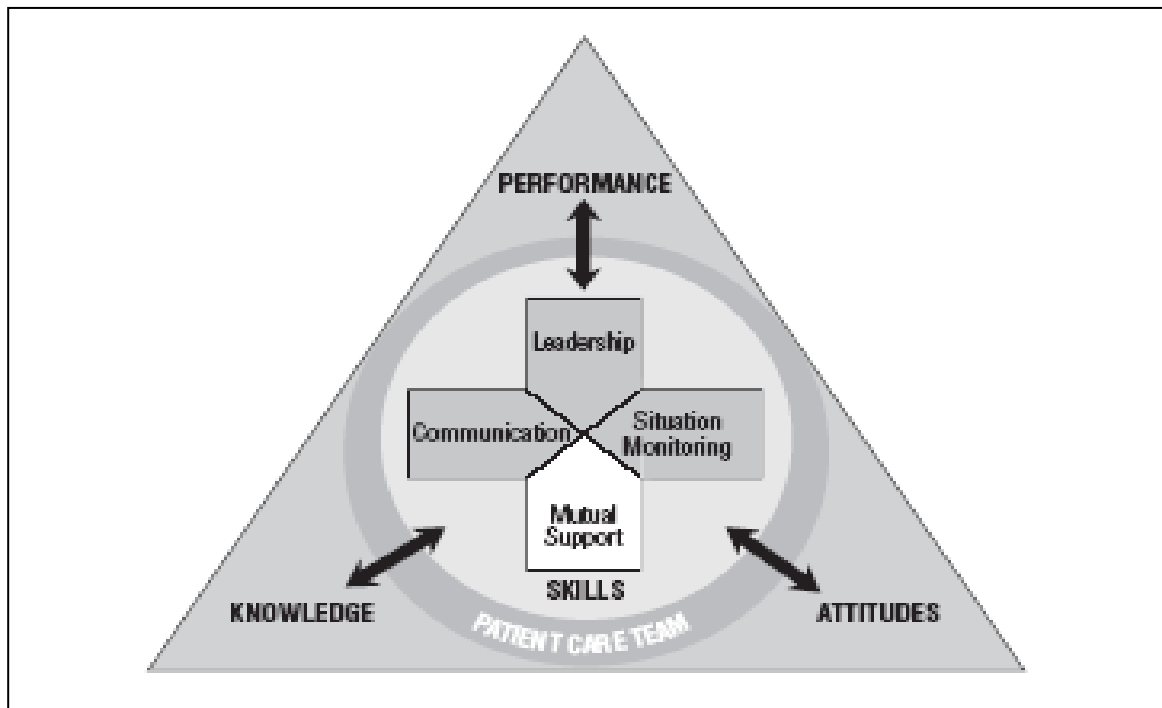 PERFORMANCE
Leadership
Communication
Situation
Monitoring
Mutual
Support
SKILLS
KNOWLEDGE
ATTITUDES
PATIENT CARE TEAM